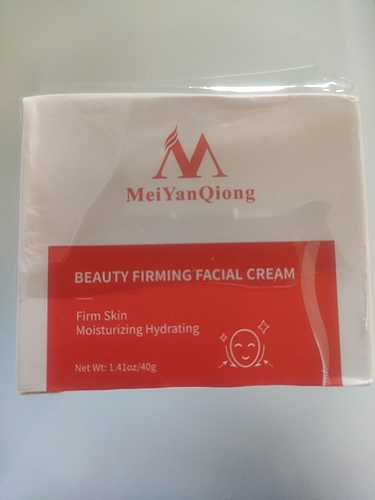 MeiYanQiong
BEAUTY FIRMING FACIAL CREAM
Firm Skin
Moisturizing Hydrating
Net Wt: 1.41oz/40g